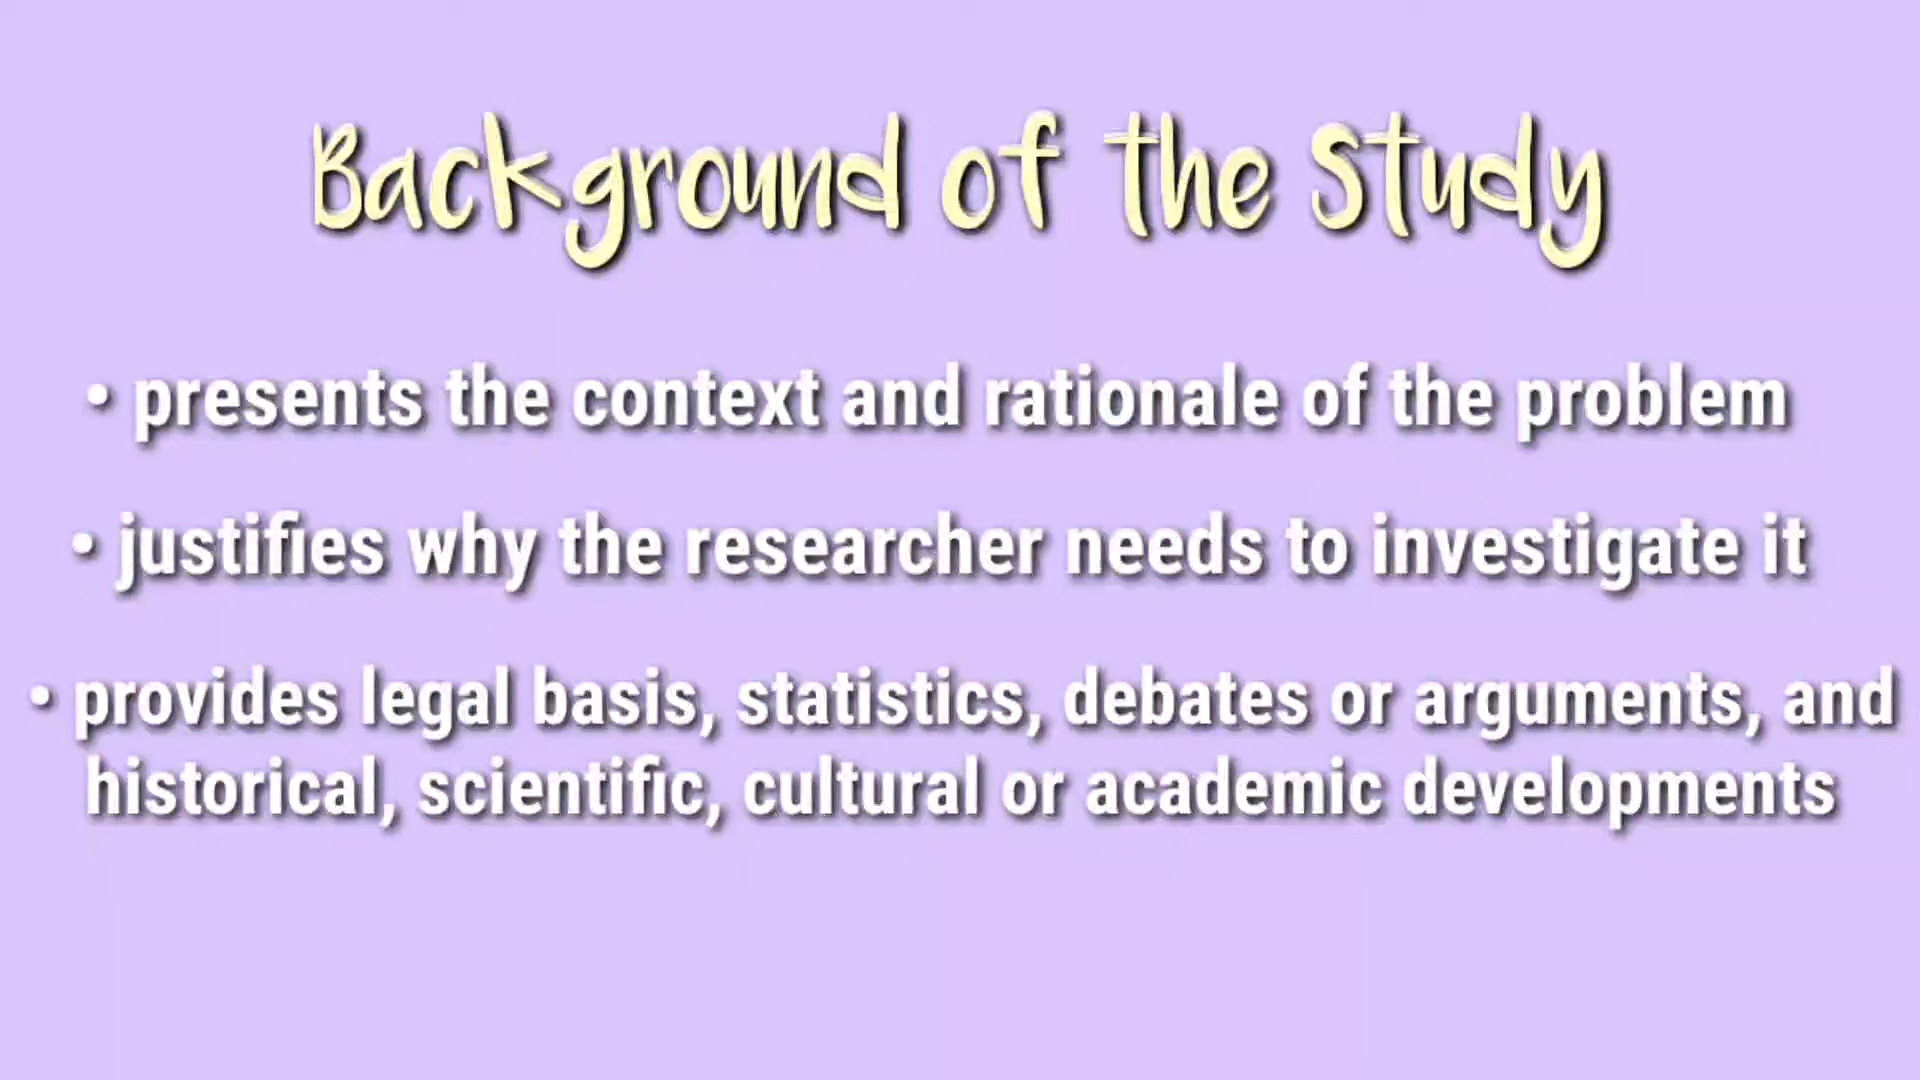 Background of the Study
• presents the context and rationale of the problem
• justifies why the researcher needs to investigate it
• provides legal basis, statistics, debates or arguments, and
historical, scientific, cultural or academic developments